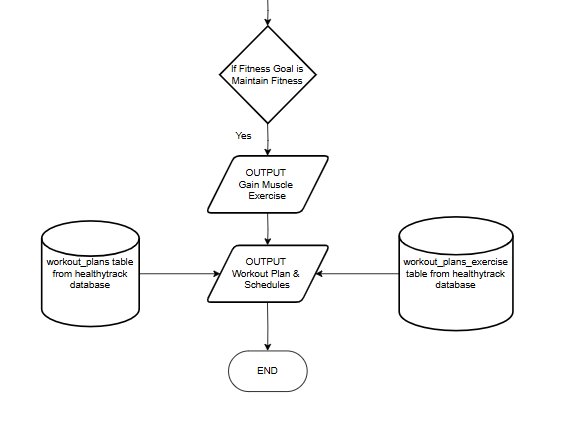 If Fitness Goal is
Maintain Fitness
Yes
OUTPUT
Gain Muscle
Exercise
workout_plans table
from healthytrack
database
OUTPUT
Workout Plan &
Schedules
workout_plans_exercise
table from healthytrack
database
END